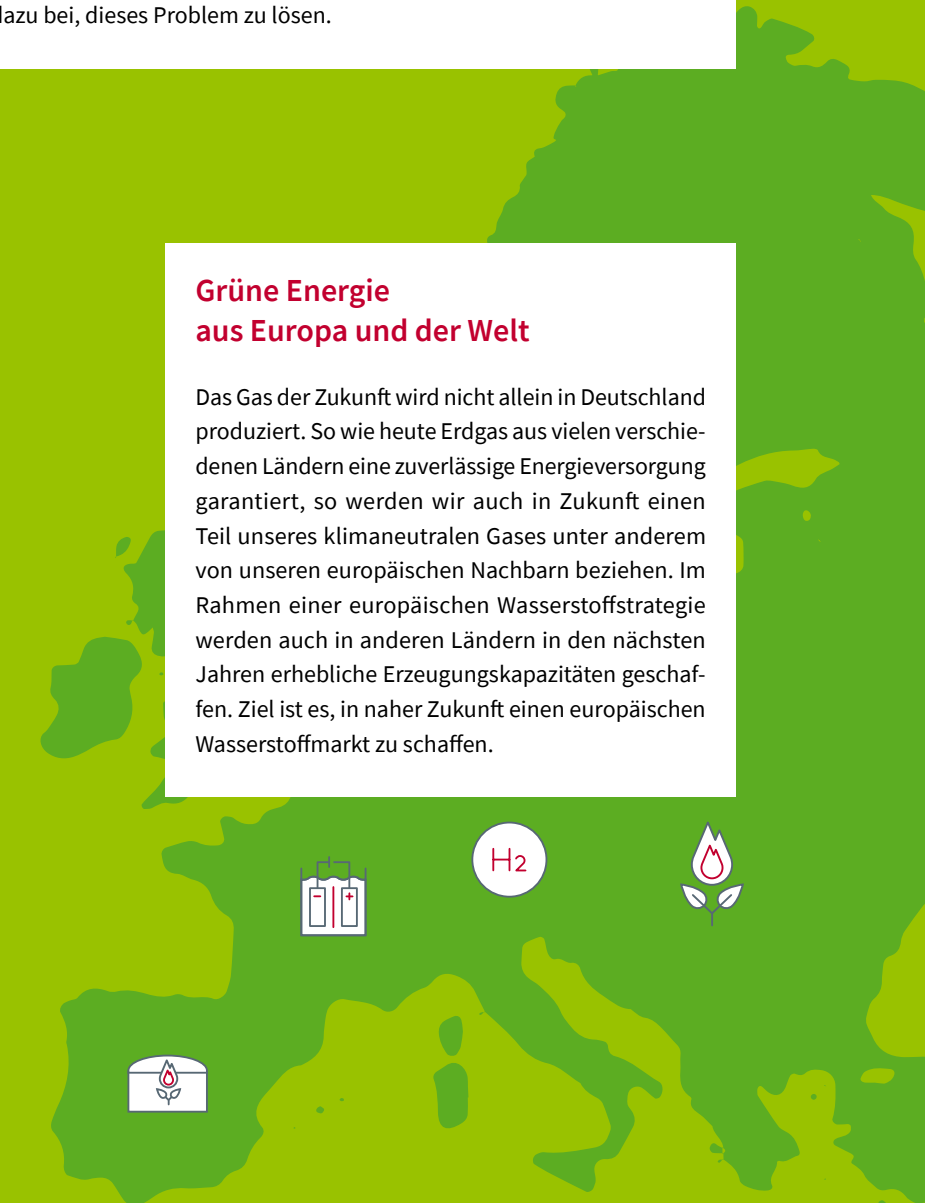 dazu bei, dieses Problem zu lösen.
Grüne Energie
aus Europa und der Welt
Das Gas der Zukunft wird nicht allein in Deutschland
produziert. So wie heute Erdgas aus vielen verschie-
denen Ländern eine zuverlässige Energieversorgung
garantiert, so werden wir auch in Zukunft einen
Teil unseres klimaneutralen Gases unter anderem
von unseren europäischen Nachbarn beziehen. Im
Rahmen einer europäischen Wasserstoffstrategie
werden auch in anderen Ländern in den nächsten
Jahren erhebliche Erzeugungskapazitäten geschaf-
fen. Ziel ist es, in naher Zukunft einen europäischen
Wasserstoffmarkt zu schaffen.
H2
- +